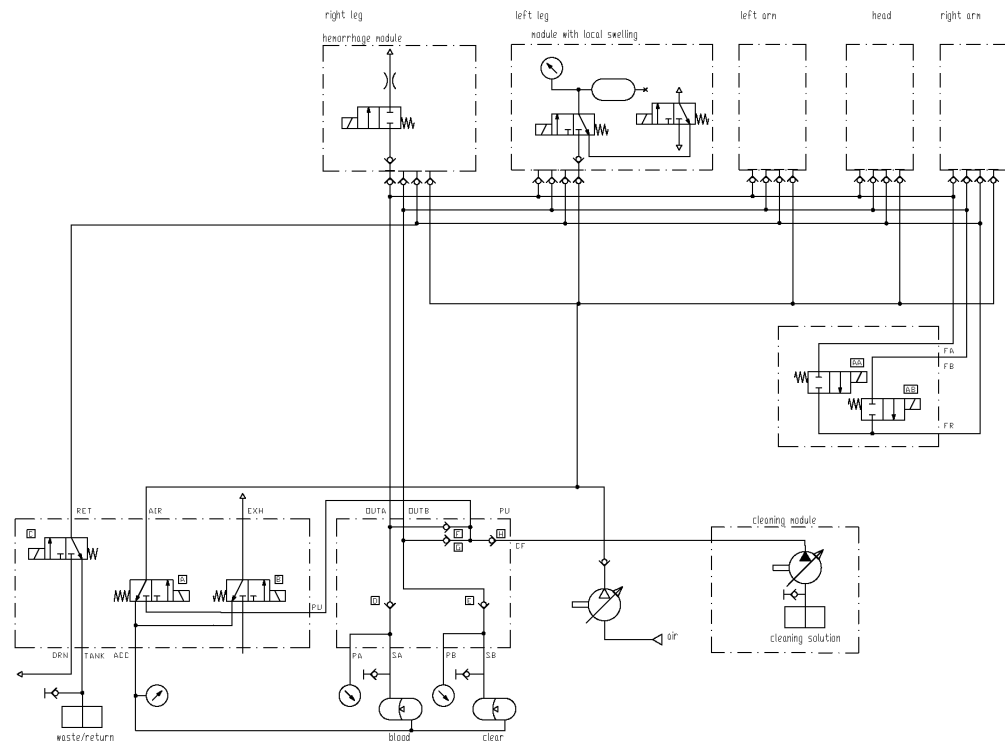 right leg
left leg
left arm
head
right arm
hemorrhage module
module with local swelling
FA
FB
AA
AB
FR
RET
AIR
EXH
OUTA
OUTB
PU
cleaning module
C
F
H
G
CF
A
B
D
E
PU
air
cleaning solution
DRN
TANK
ACC
PA
SA
PB
SB
waste/return
blood
clear